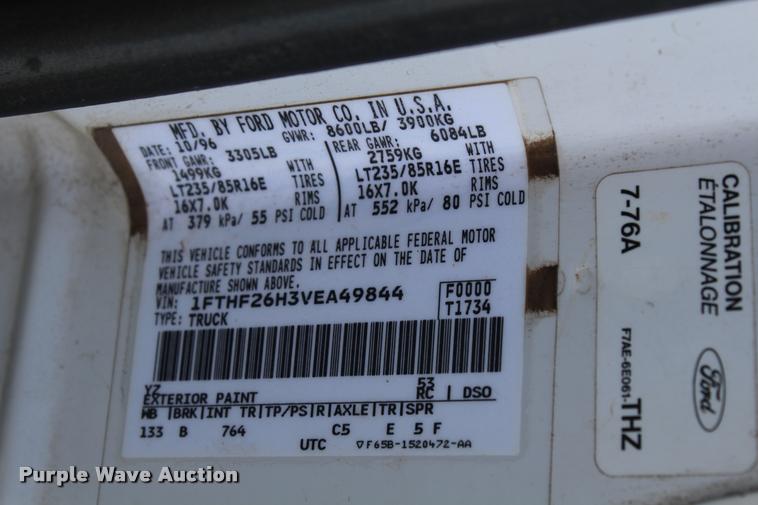 MFD. BY FORD MOTOR CO. IN U.S.A.
DATE: 10/96 GVWR: 8600LB/ 3900KG
FRONT GAWR: 3305LB REAR GAWR: 6084LB
1499KG WITH 2759KG WITH
LT235/85R16E TIRES LT235/85R16E TIRES
16X7.0K RIMS 16X7.0K RIMS
AT 379 kPa/ 55 PSI COLD AT 552 kPa/ 80 PSI COLD
THIS VEHICLE CONFORMS TO ALL APPLICABLE FEDERAL MOTOR
VEHICLE SAFETY STANDARDS IN EFFECT ON THE DATE OF
MANUFACTURE SHOWN ABOVE.
VIN: 1FTHF26H3VEA49844 F0000
TYPE: TRUCK T1734
YZ 53
EXTERIOR PAINT RC DSO
WB BRK INT TR TP/PS R AXLE TR SPR
133 B 764 C5 E 5 F
UTC ▽F65B-1520472-AA
CALIBRATION
ÉTALONNAGE
7-76A
F7AE-6E061-THZ
Ford
Purple Wave Auction